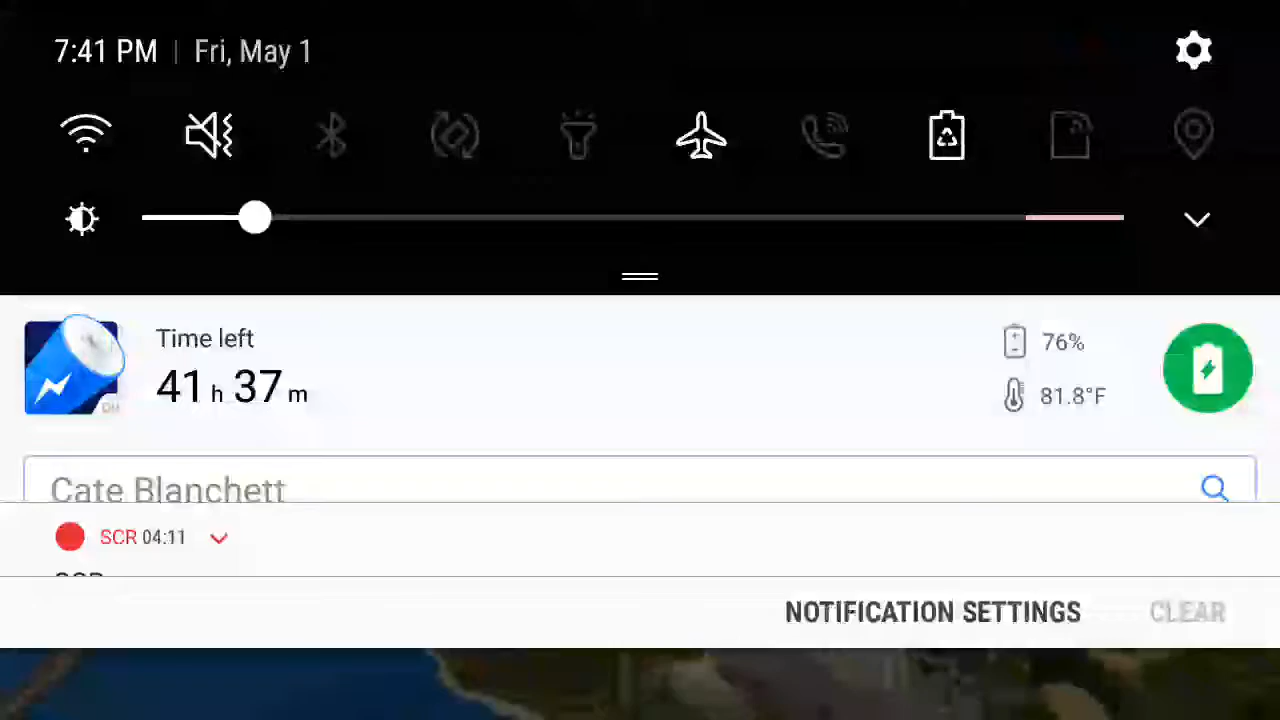 7:41 PM | Fri, May 1
Time left
76%
41 h 37 m
81.8°F
Cate Blanchett
SCR 04:11
NOTIFICATION SETTINGS CLEAR